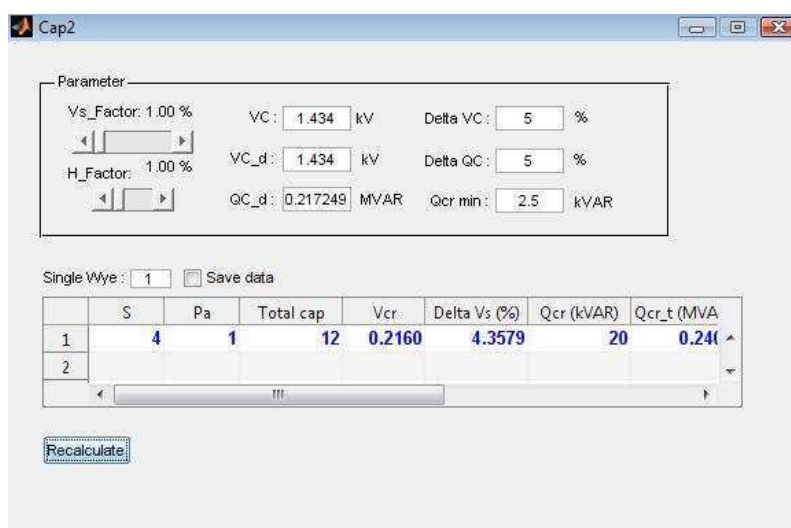 Cap2
Parameter
Vs_Factor: 1.00 % VC : 1.434 kV Delta VC : 5 %
H_Factor: 1.00 % VC_d : 1.434 kV Delta QC : 5 %
QC_d : 0.217249 MVAR Qcr min : 2.5 kVAR
Single Wye : 1 Save data
S Pa Total cap Vcr Delta Vs (%) Qcr (kVAR) Qcr_t (MVA
1 4 1 12 0.2160 4.3579 20
2
Recalculate